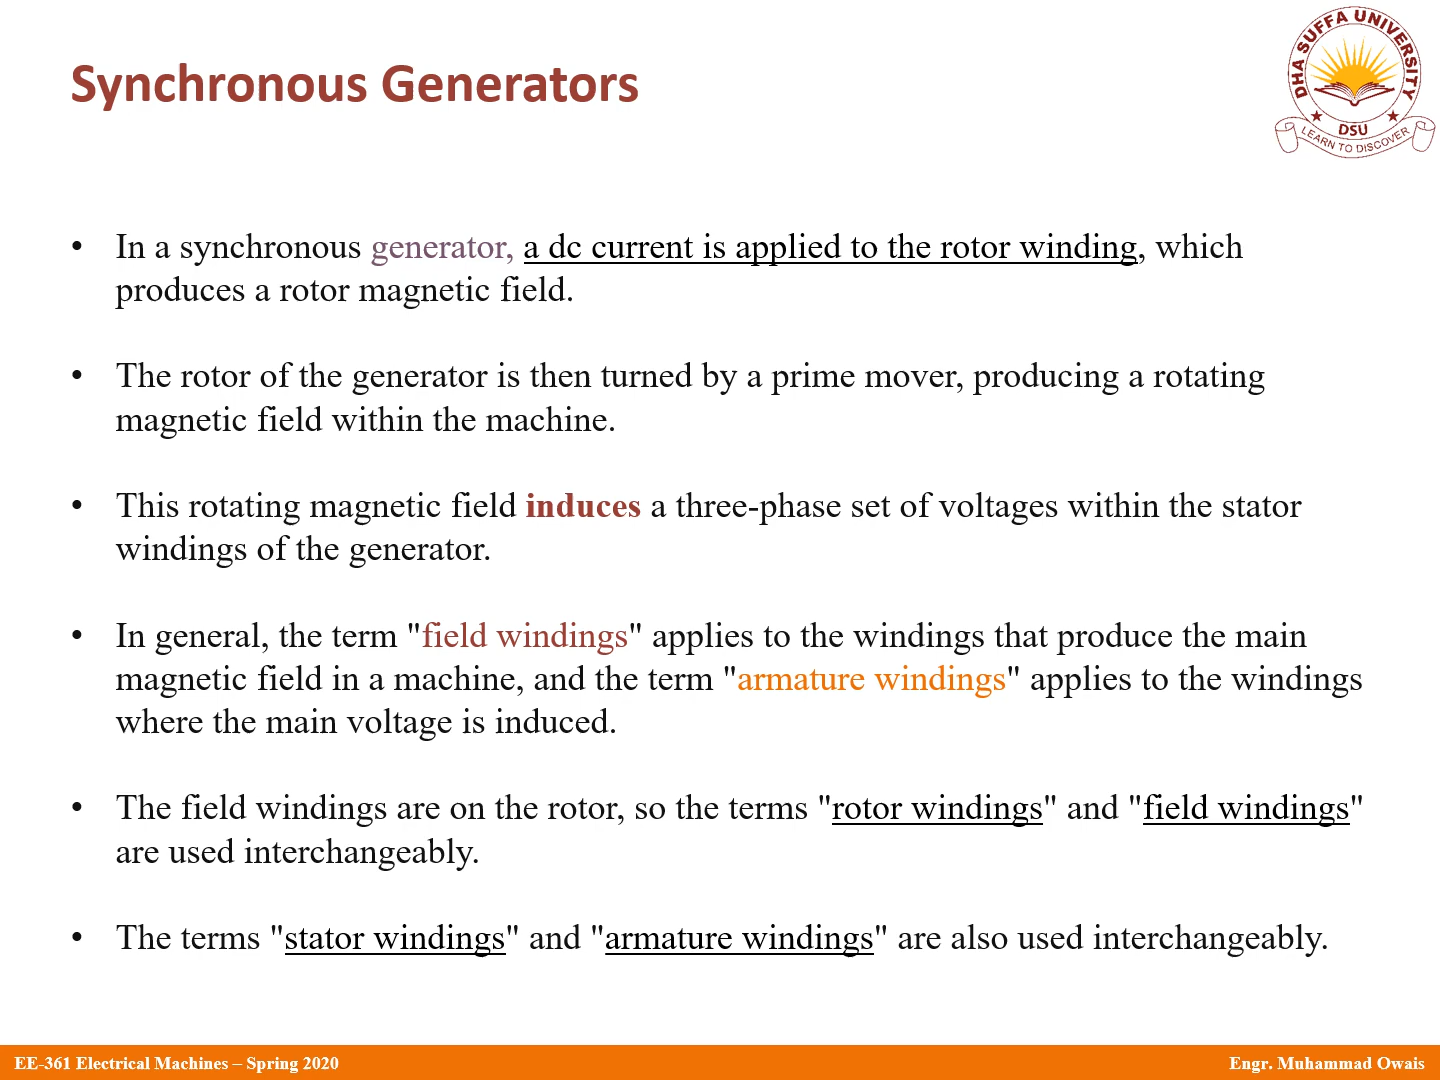 Synchronous Generators
DHA SUFFA UNIVERSITY
DSU
LEARN TO DISCOVER
• In a synchronous generator, a dc current is applied to the rotor winding, which
produces a rotor magnetic field.
• The rotor of the generator is then turned by a prime mover, producing a rotating
magnetic field within the machine.
• This rotating magnetic field induces a three-phase set of voltages within the stator
windings of the generator.
• In general, the term "field windings" applies to the windings that produce the main
magnetic field in a machine, and the term "armature windings" applies to the windings
where the main voltage is induced.
• The field windings are on the rotor, so the terms "rotor windings" and "field windings"
are used interchangeably.
• The terms "stator windings" and "armature windings" are also used interchangeably.
EE-361 Electrical Machines – Spring 2020
Engr. Muhammad Owais